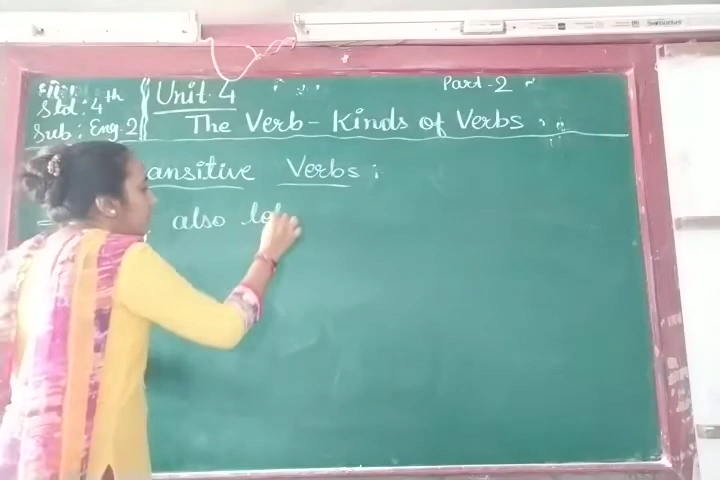 Unit. 4
Part - 2
Std : 4th
Sub : Eng-2
The Verb - Kinds of Verbs
ansitive Verbs :
also